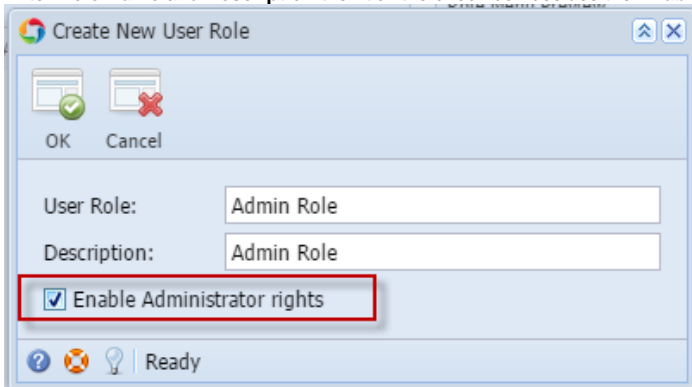 Create New User Role
OK Cancel
User Role: Admin Role
Description: Admin Role
Enable Administrator rights
Ready